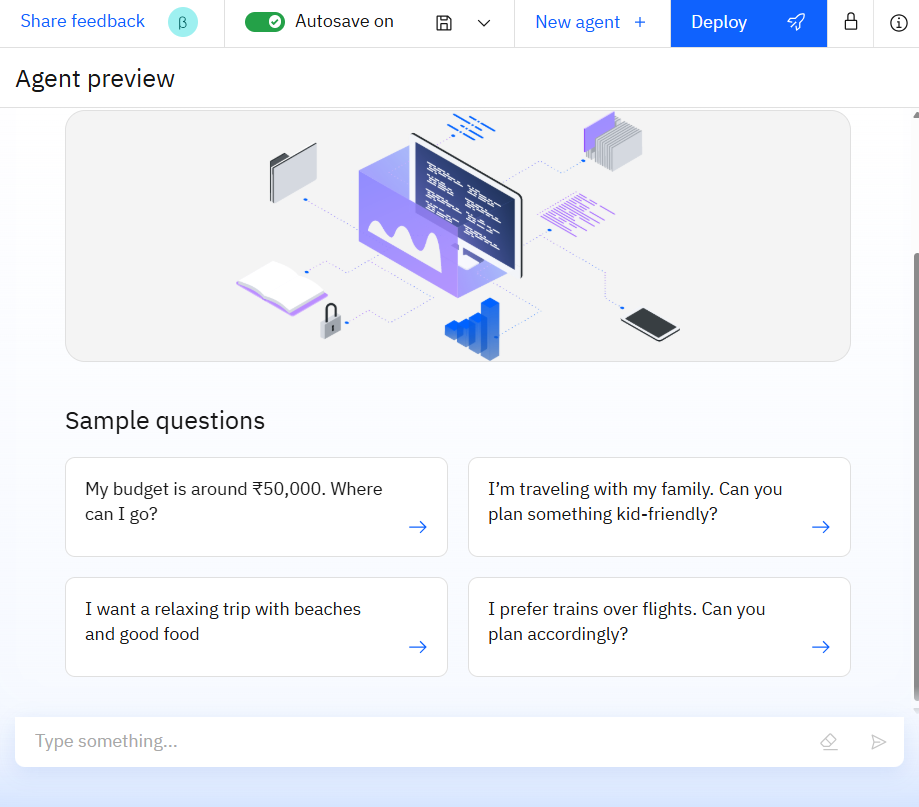 Share feedback β Autosave on New agent + Deploy
Agent preview
Sample questions
My budget is around ₹50,000. Where
can I go?
I’m traveling with my family. Can you
plan something kid-friendly?
I want a relaxing trip with beaches
and good food
I prefer trains over flights. Can you
plan accordingly?
Type something...